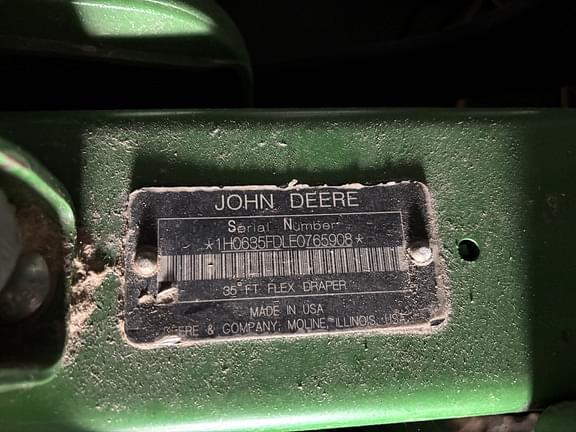 JOHN DEERE
Serial Number
*1H0635FDLE0765908*
35 FT FLEX DRAPER
MADE IN USA
DEERE & COMPANY, MOLINE, ILLINOIS, USA